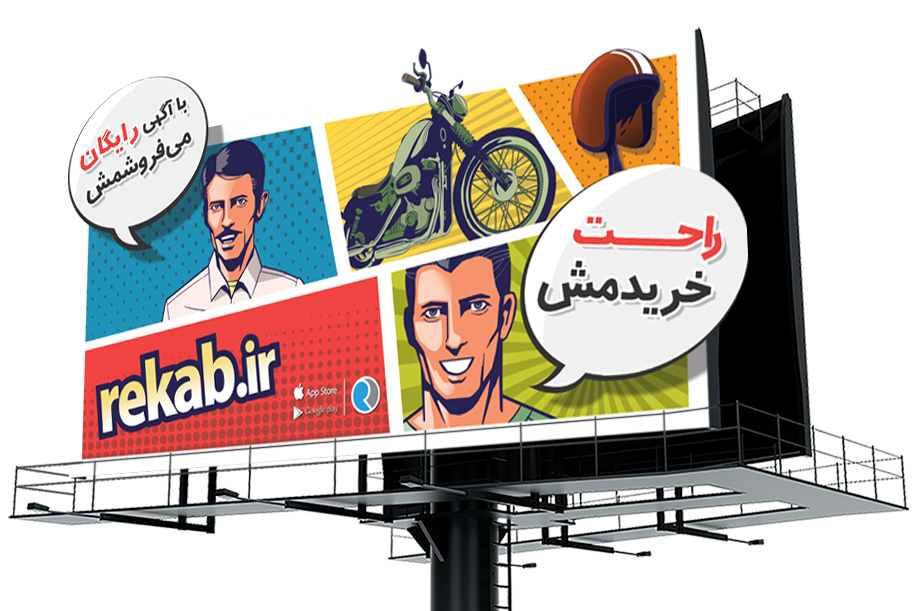 با آگهی رایگان
می‌فروشمش
راحت
خریدمش
rekab.ir
App Store
Google play